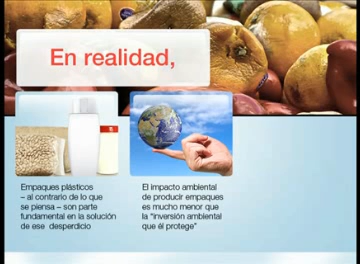 En realidad,
Empaques plásticos
– al contrario de lo que
se piensa – son parte
fundamental en la solución
de ese desperdicio
El impacto ambiental
de producir empaques
es mucho menor que
la “inversión ambiental
que él protege”